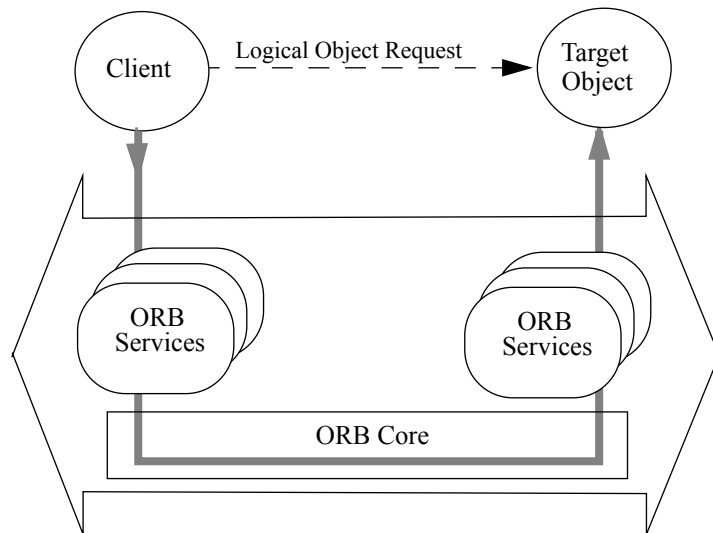 Client
Logical Object Request
Target
Object
ORB
Services
ORB
Services
ORB Core